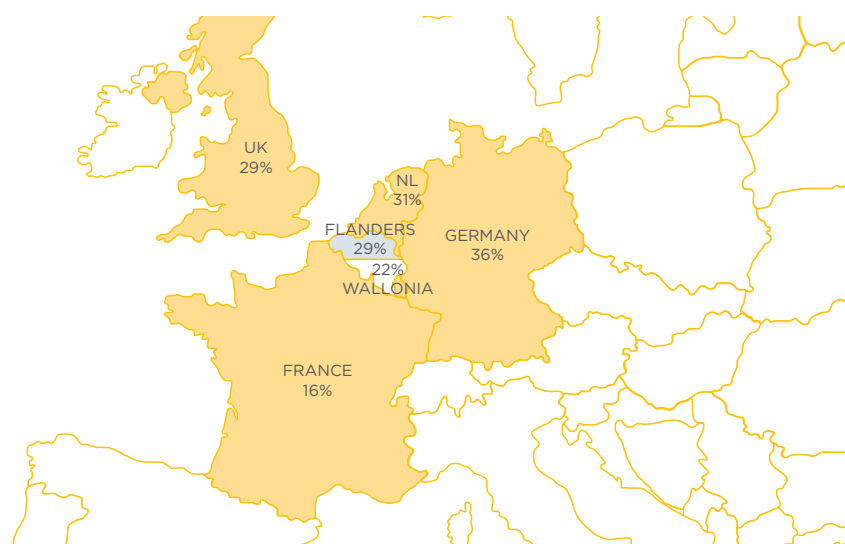 UK
29%
NL
31%
FLANDERS
29%
GERMANY
36%
22%
WALLONIA
FRANCE
16%